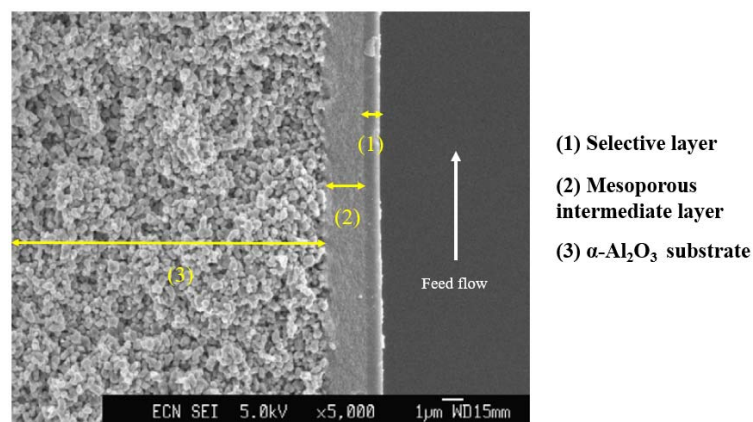 (1)
(2)
(3)
Feed flow
ECN SEI 5.0kV x5,000 1μm WD15mm
(1) Selective layer
(2) Mesoporous
intermediate layer
(3) α-Al₂O₃ substrate